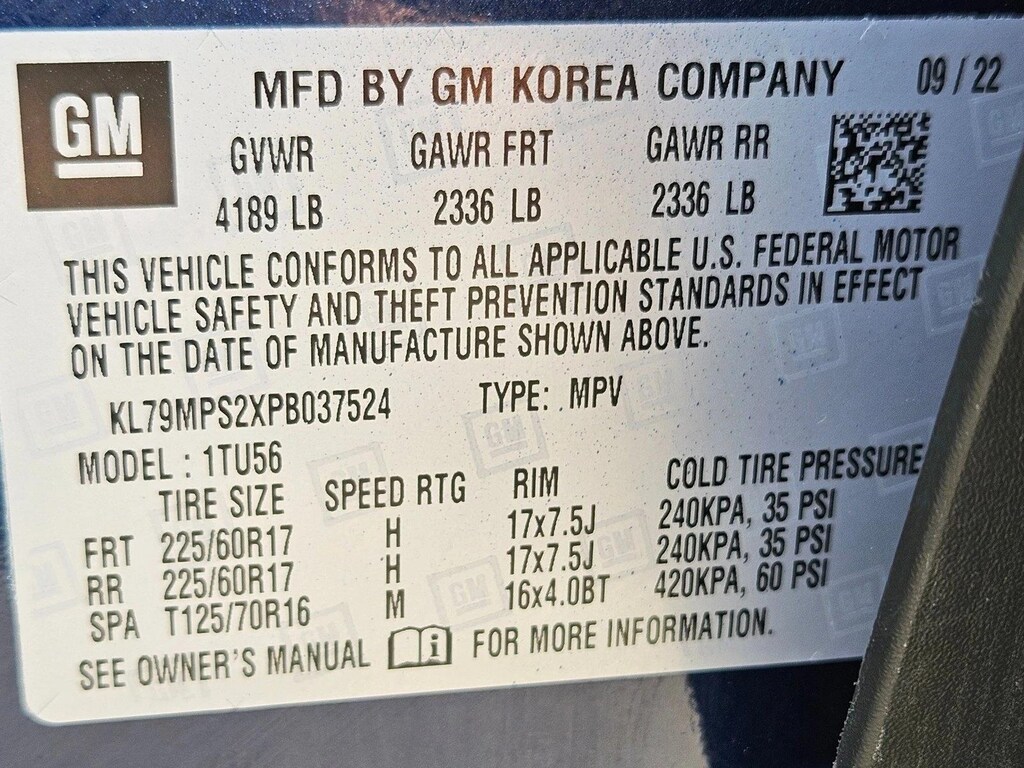 GM
MFD BY GM KOREA COMPANY 09 / 22
GVWR GAWR FRT GAWR RR
4189 LB 2336 LB 2336 LB
THIS VEHICLE CONFORMS TO ALL APPLICABLE U.S. FEDERAL MOTOR
VEHICLE SAFETY AND THEFT PREVENTION STANDARDS IN EFFECT
ON THE DATE OF MANUFACTURE SHOWN ABOVE.
KL79MPS2XPB037524 TYPE: MPV
MODEL : 1TU56
TIRE SIZE SPEED RTG RIM COLD TIRE PRESSURE
FRT 225/60R17 H 17x7.5J 240KPA, 35 PSI
RR 225/60R17 H 17x7.5J 240KPA, 35 PSI
SPA T125/70R16 M 16x4.0BT 420KPA, 60 PSI
SEE OWNER'S MANUAL i FOR MORE INFORMATION.